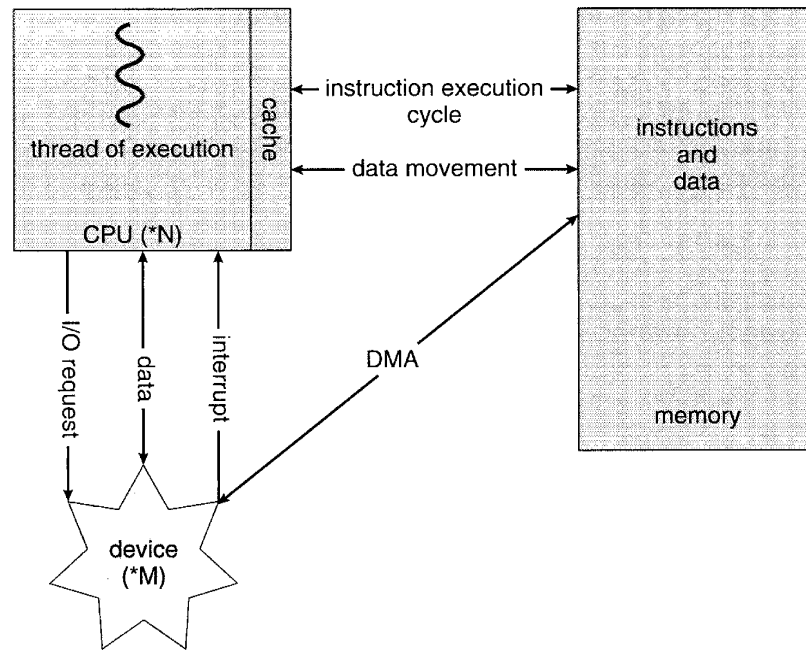 thread of execution
cache
CPU (*N)
instruction execution
cycle
data movement
instructions
and
data
I/O request
data
interrupt
DMA
memory
device
(*M)